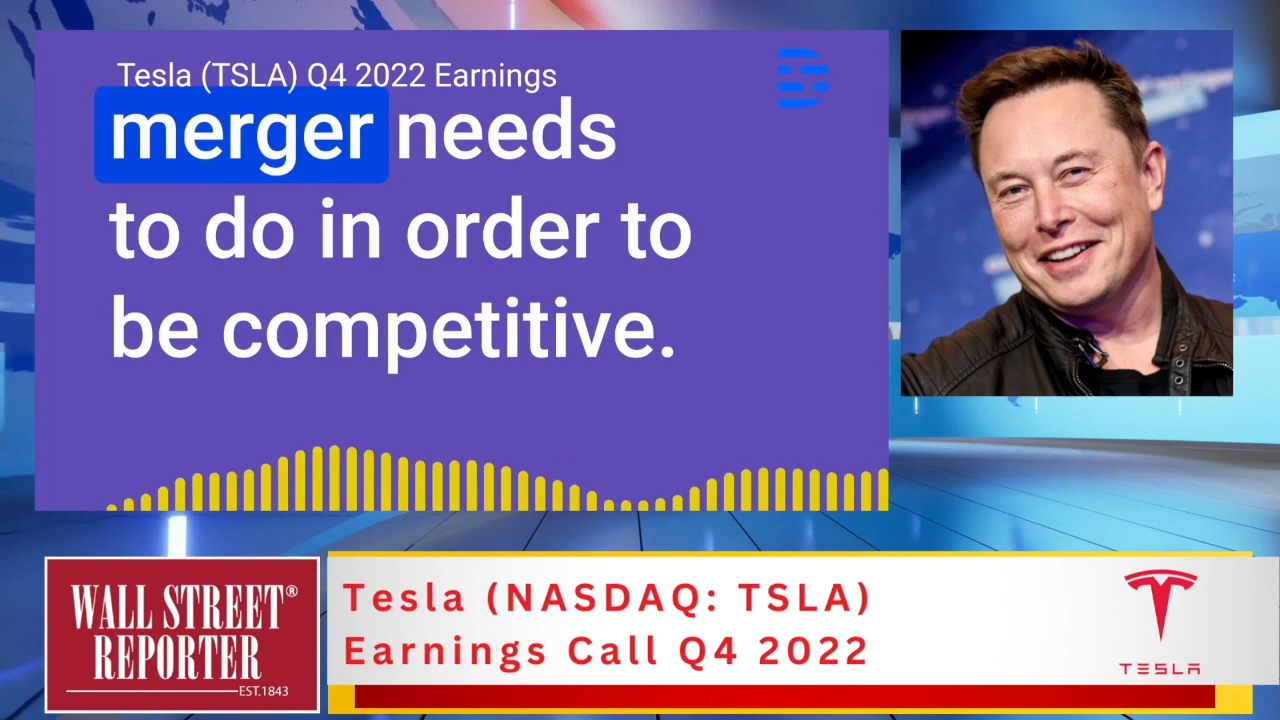 Tesla (TSLA) Q4 2022 Earnings
merger needs
to do in order to
be competitive.
WALL STREET®
REPORTER
EST.1843
Tesla (NASDAQ: TSLA)
Earnings Call Q4 2022
TESLA